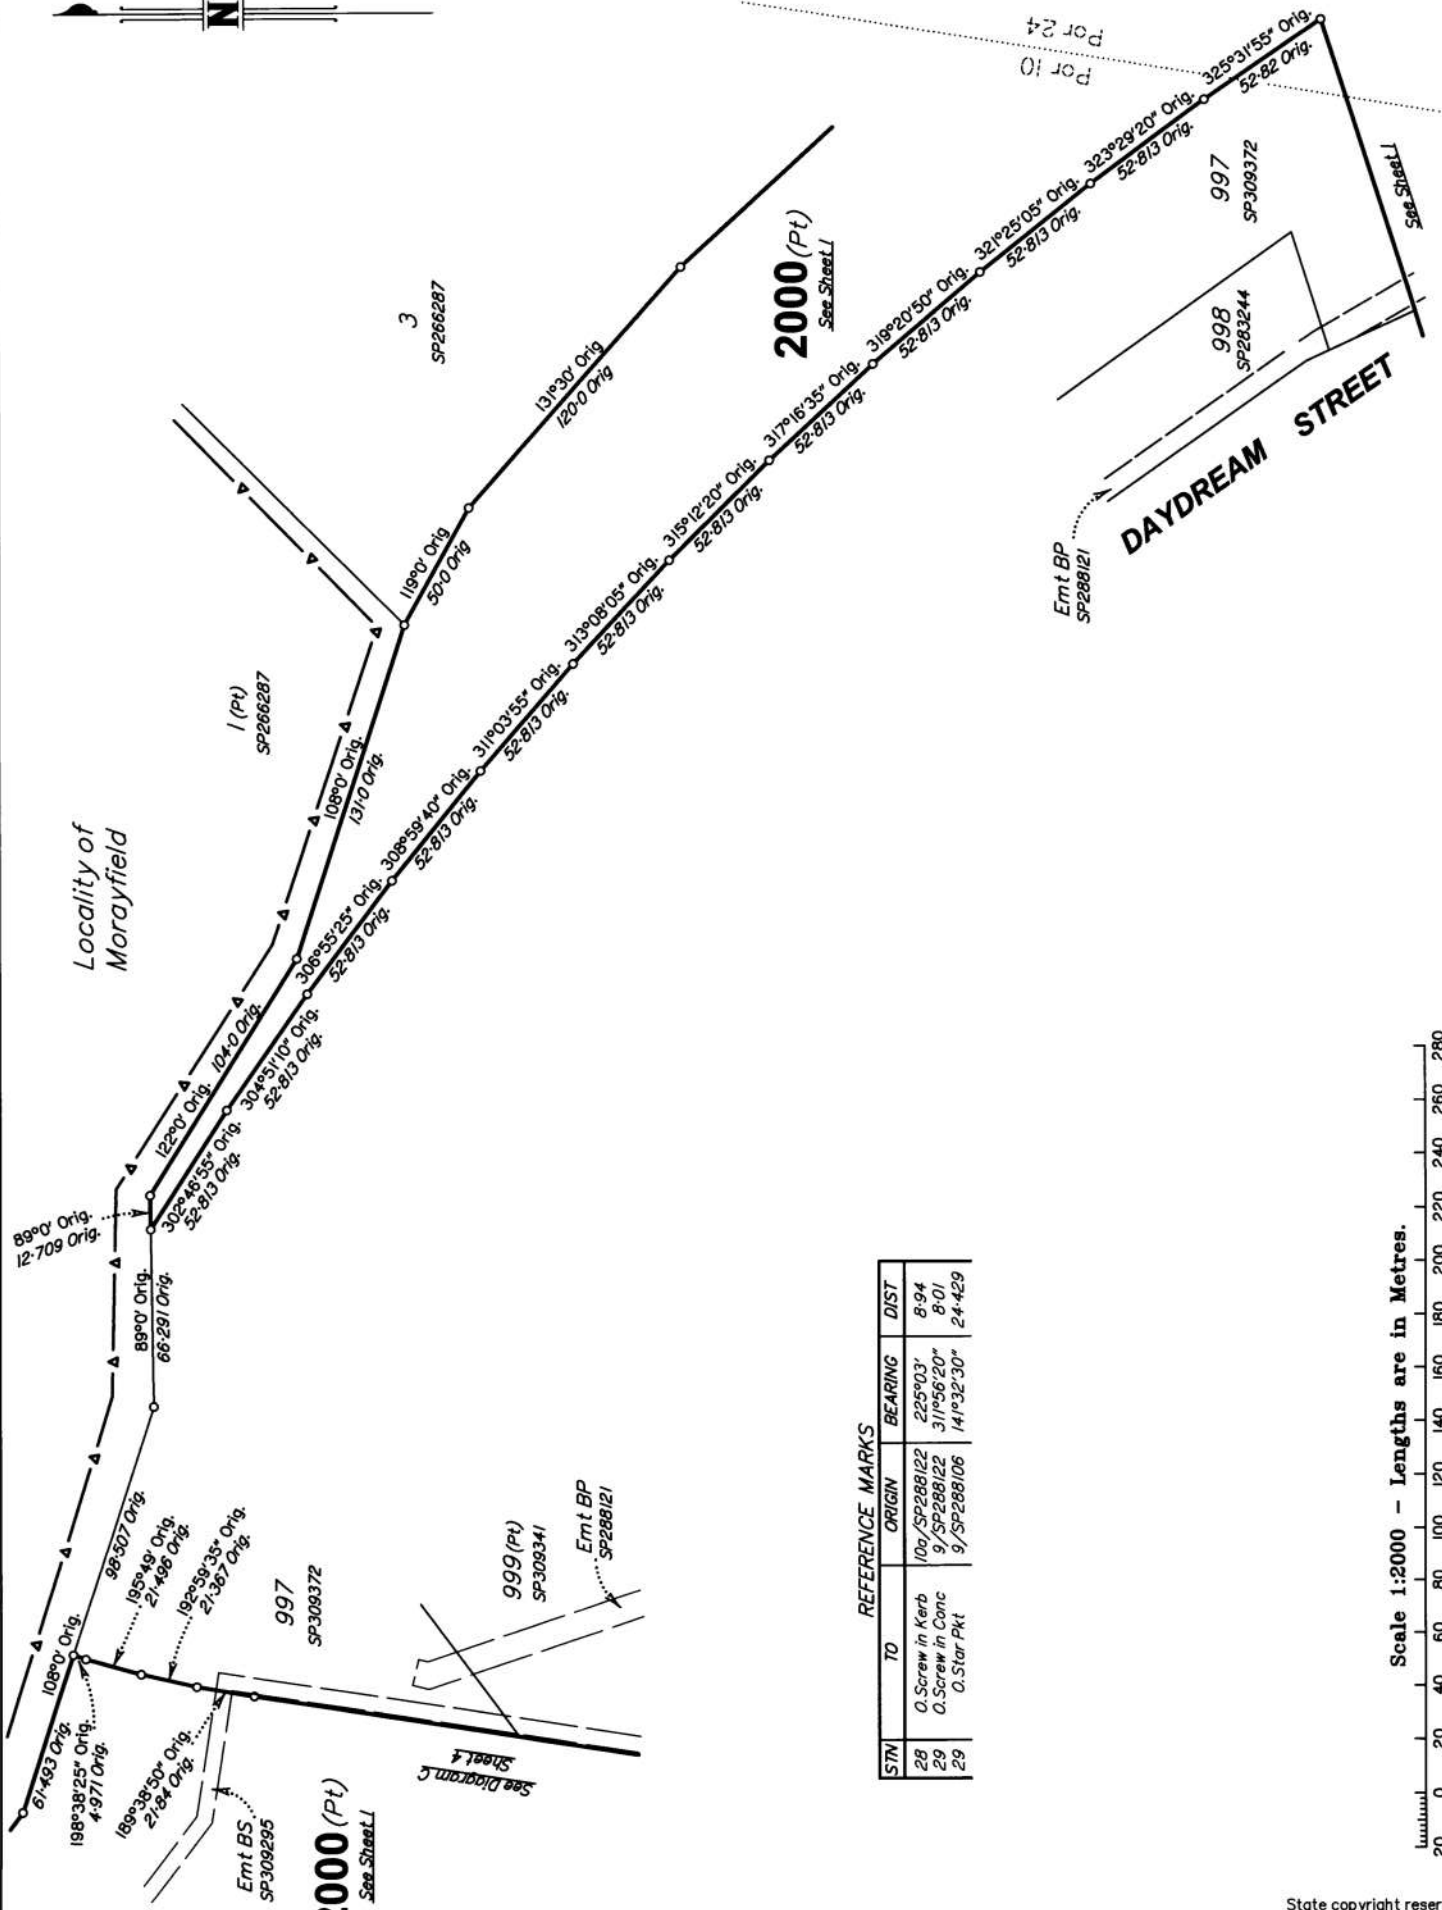 N
Por 24
Por 10
Locality of
Morayfield
1 (Pt)
SP266287
3
SP266287
2000 (Pt)
See Sheet 1
61·493 Orig.
108°0' Orig.
98·507 Orig.
198°38'25" Orig.
4·971 Orig.
195°49' Orig.
21·496 Orig.
192°59'35" Orig.
21·367 Orig.
189°38'50" Orig.
21·84 Orig.
89°0' Orig.
66·291 Orig.
89°0' Orig.
12·709 Orig.
122°0' Orig.
104·0 Orig.
108°0' Orig.
131·0 Orig.
119°0' Orig
50·0 Orig
131°30' Orig
120·0 Orig
302°46'55" Orig.
52·813 Orig.
304°51'10" Orig.
52·813 Orig.
306°55'25" Orig.
52·813 Orig.
308°59'40" Orig.
52·813 Orig.
311°03'55" Orig.
52·813 Orig.
313°08'05" Orig.
52·813 Orig.
315°12'20" Orig.
52·813 Orig.
317°16'35" Orig.
52·813 Orig.
319°20'50" Orig.
52·813 Orig.
321°25'05" Orig.
52·813 Orig.
323°29'20" Orig.
52·813 Orig.
325°31'55" Orig.
52·82 Orig.
997
SP309372
998
SP283244
See Sheet 1
DAYDREAM STREET
Emt BP
SP288121
997
SP309372
999 (Pt)
SP309341
Emt BP
SP288121
See Diagram C
Sheet 4
Emt BS
SP309295
2000 (Pt)
See Sheet 1
REFERENCE MARKS
STN TO ORIGIN BEARING DIST
28 O.Screw in Kerb 10a/SP288122 225°03' 8·94
29 O.Screw in Conc 9/SP288122 311°56'20" 8·01
29 O.Star Pkt 9/SP288106 141°32'30" 24·429
Scale 1:2000 - Lengths are in Metres.
20 0 20 40 60 80 100 120 140 160 180 200 220 240 260 280
State copyright reser